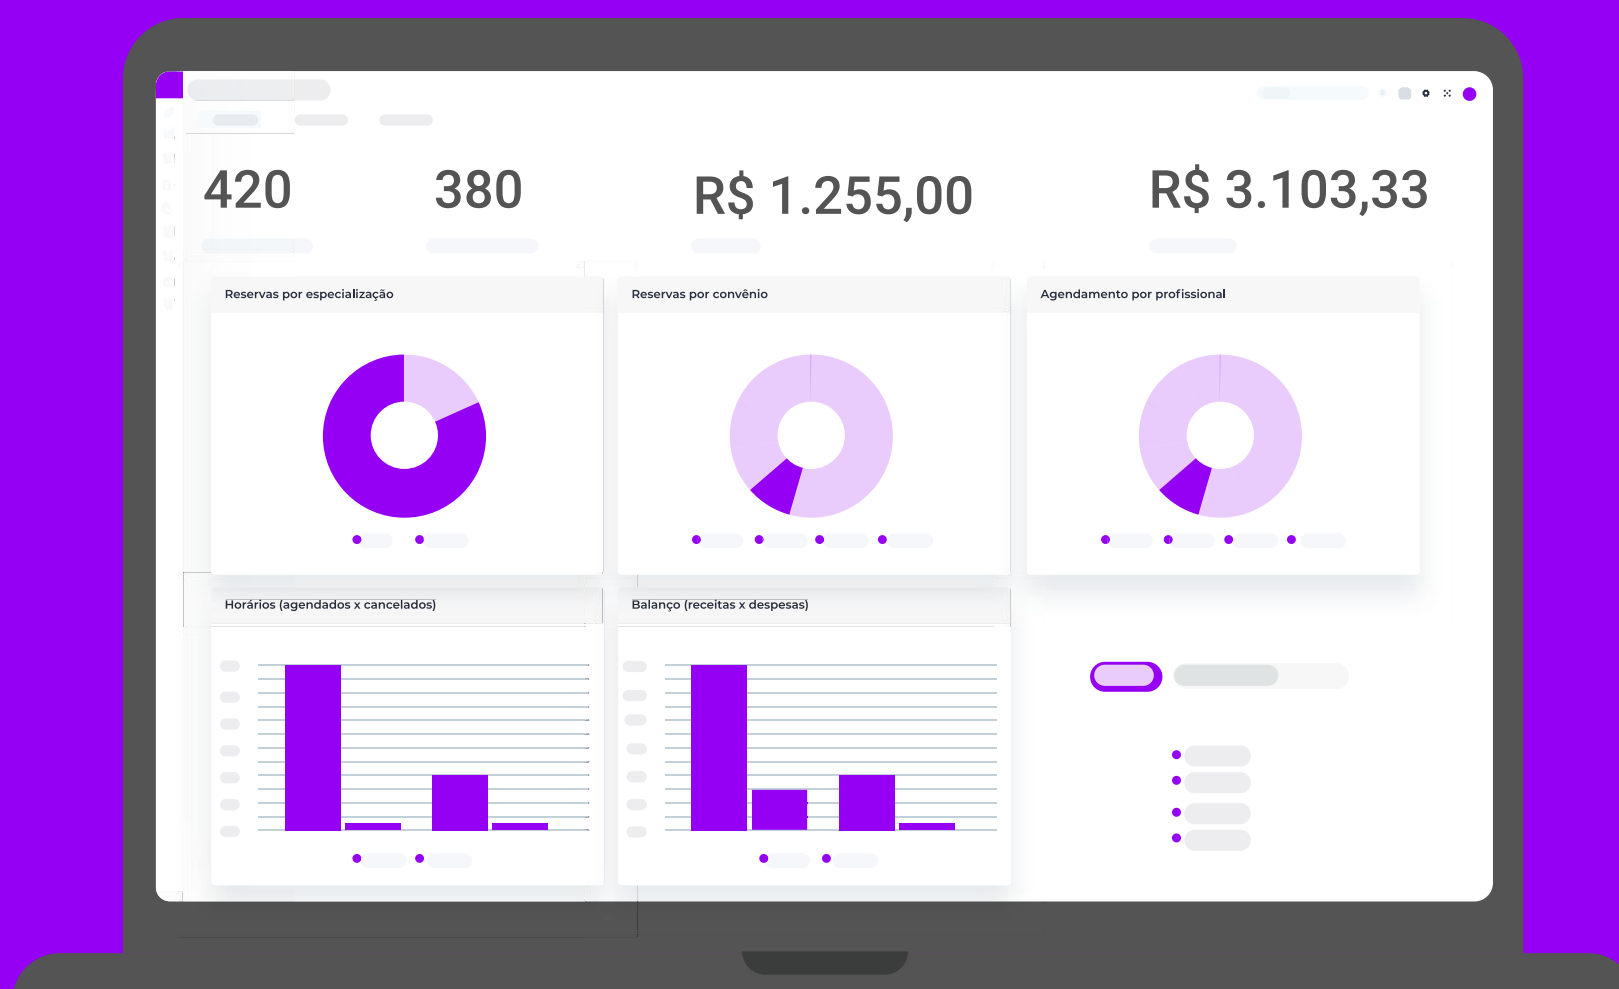 420
380
R$ 1.255,00
R$ 3.103,33
Reservas por especialização
Reservas por convênio
Agendamento por profissional
Horários (agendados x cancelados)
Balanço (receitas x despesas)